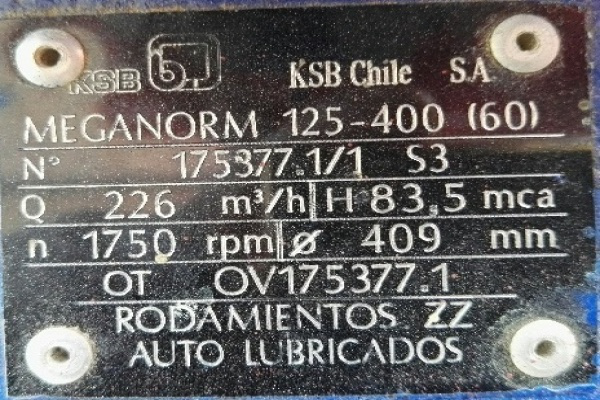 KSB KSB Chile S.A
MEGANORM 125-400 (60)
Nº 175377.1/1 S3
Q 226 m³/h H 83,5 mca
n 1750 rpm ø 409 mm
OT OV175377.1
RODAMIENTOS ZZ
AUTO LUBRICADOS